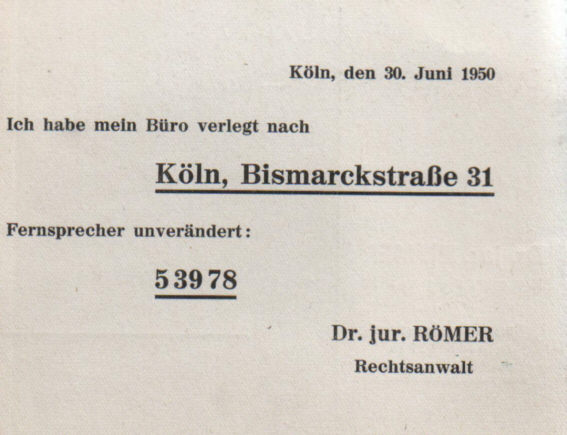 Köln, den 30. Juni 1950
Ich habe mein Büro verlegt nach
Köln, Bismarckstraße 31
Fernsprecher unverändert:
53978
Dr. jur. RÖMER
Rechtsanwalt